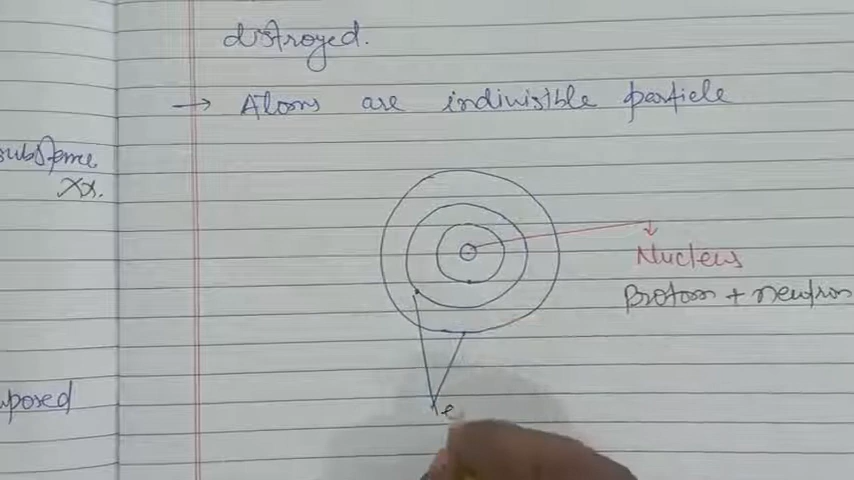 distroyed.
→ Atoms are indivisible particle
substance
xx.
Nucleus
Proton + neutron
posed
e